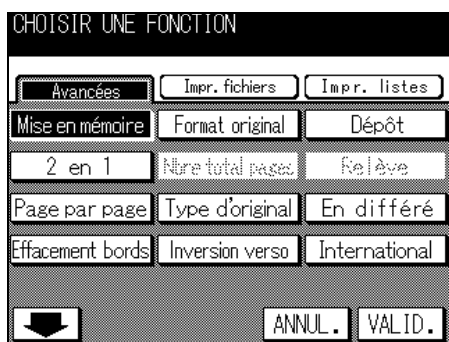 CHOISIR UNE FONCTION
Avancées Impr. fichiers Impr. listes
Mise en mémoire Format original Dépôt
2 en 1 Nbre total pages Relève
Page par page Type d'original En différé
Effacement bords Inversion verso International
ANNUL. VALID.